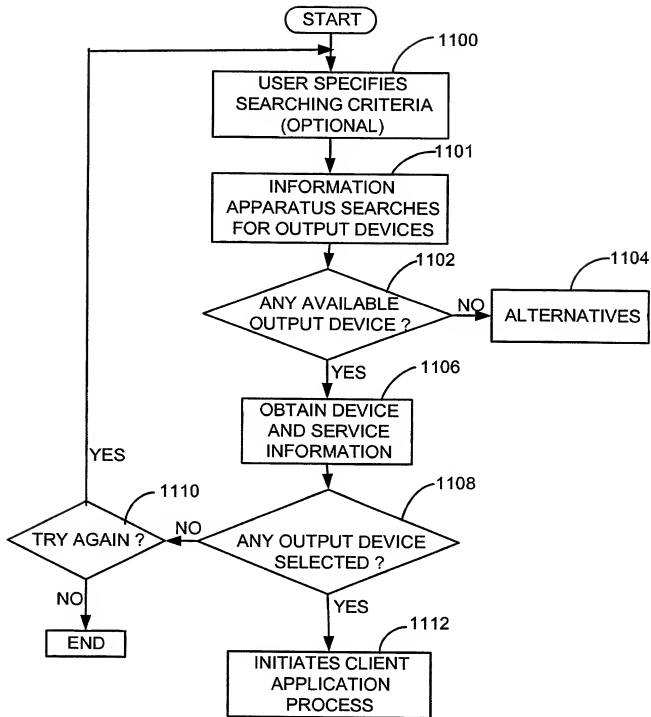 START
1100
USER SPECIFIES
SEARCHING CRITERIA
(OPTIONAL)
1101
INFORMATION
APPARATUS SEARCHES
FOR OUTPUT DEVICES
1102
ANY AVAILABLE
OUTPUT DEVICE ?
NO
1104
ALTERNATIVES
YES
1106
OBTAIN DEVICE
AND SERVICE
INFORMATION
YES
1110
1108
TRY AGAIN ?
NO
ANY OUTPUT DEVICE
SELECTED ?
NO
YES
END
1112
INITIATES CLIENT
APPLICATION
PROCESS